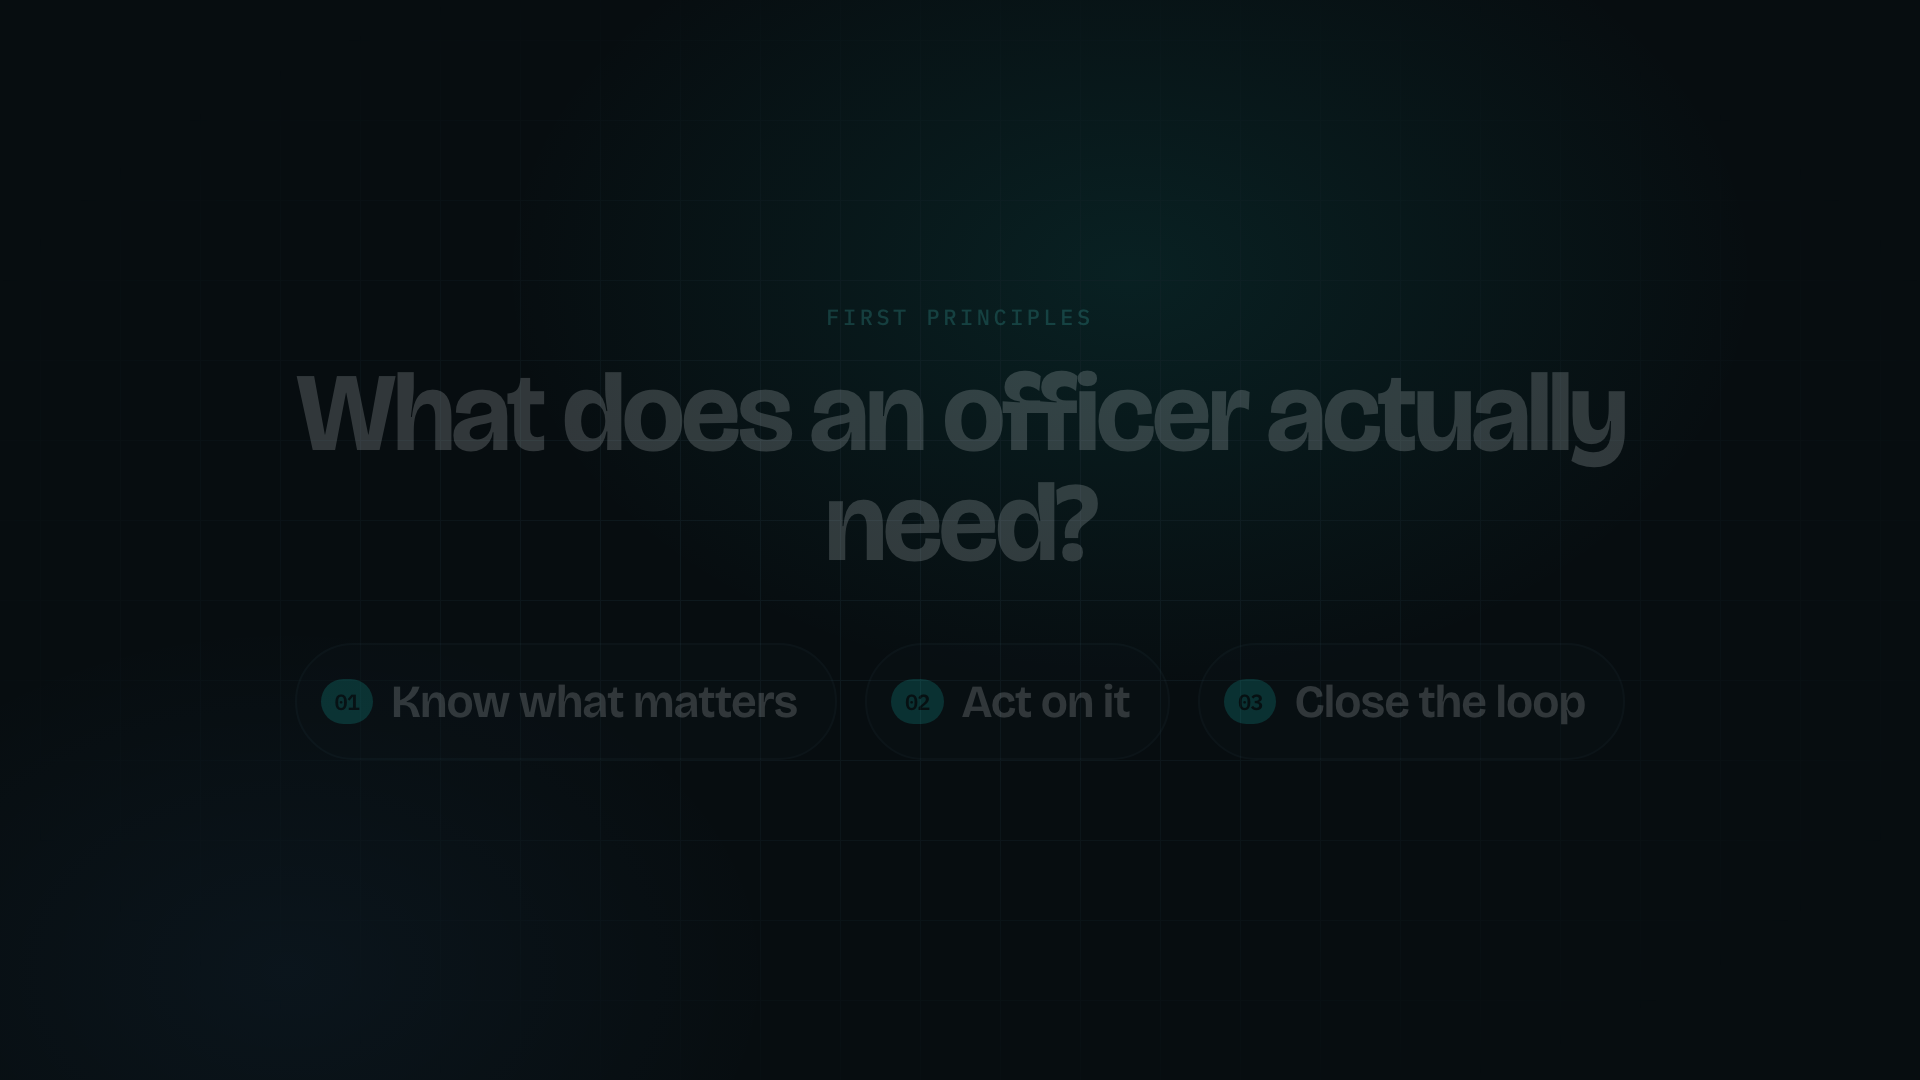 FIRST PRINCIPLES
What does an officer actually
need?
01 Know what matters
02 Act on it
03 Close the loop